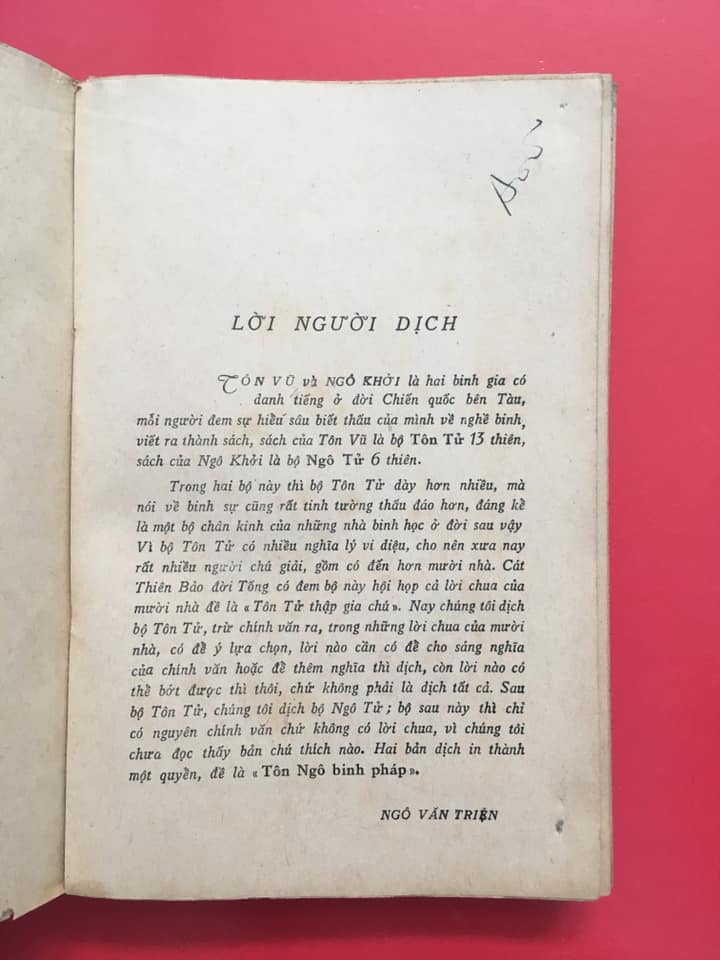 LỜI NGƯỜI DỊCH
TÔN VŨ và NGÔ KHỞI là hai binh gia có
danh tiếng ở đời Chiến quốc bên Tàu,
mỗi người đem sự hiểu sâu biết thấu của mình về nghề binh,
viết ra thành sách, sách của Tôn Vũ là bộ Tôn Tử 13 thiên,
sách của Ngô Khởi là bộ Ngô Tử 6 thiên.
Trong hai bộ này thì bộ Tôn Tử dày hơn nhiều, mà
nói về binh sự cũng rất tinh tường thấu đáo hơn, đáng kể
là một bộ chân kinh của những nhà binh học ở đời sau vậy
Vì bộ Tôn Tử có nhiều nghĩa lý vi diệu, cho nên xưa nay
rất nhiều người chú giải, gồm có đến hơn mười nhà. Cát
Thiên Bảo đời Tống có đem bộ này hội họp cả lời chua của
mười nhà đề là « Tôn Tử thập gia chú ». Nay chúng tôi dịch
bộ Tôn Tử, trừ chính văn ra, trong những lời chua của mười
nhà, có để ý lựa chọn, lời nào cần có để cho sáng nghĩa
của chính văn hoặc để thêm nghĩa thì dịch, còn lời nào có
thể bớt được thì thôi, chứ không phải là dịch tất cả. Sau
bộ Tôn Tử, chúng tôi dịch bộ Ngô Tử ; bộ sau này thì chỉ
có nguyên chính văn chứ không có lời chua, vì chúng tôi
chưa đọc thấy bản chú thích nào. Hai bản dịch in thành
một quyển, đề là « Tôn Ngô binh pháp ».
NGÔ VĂN TRIỆN